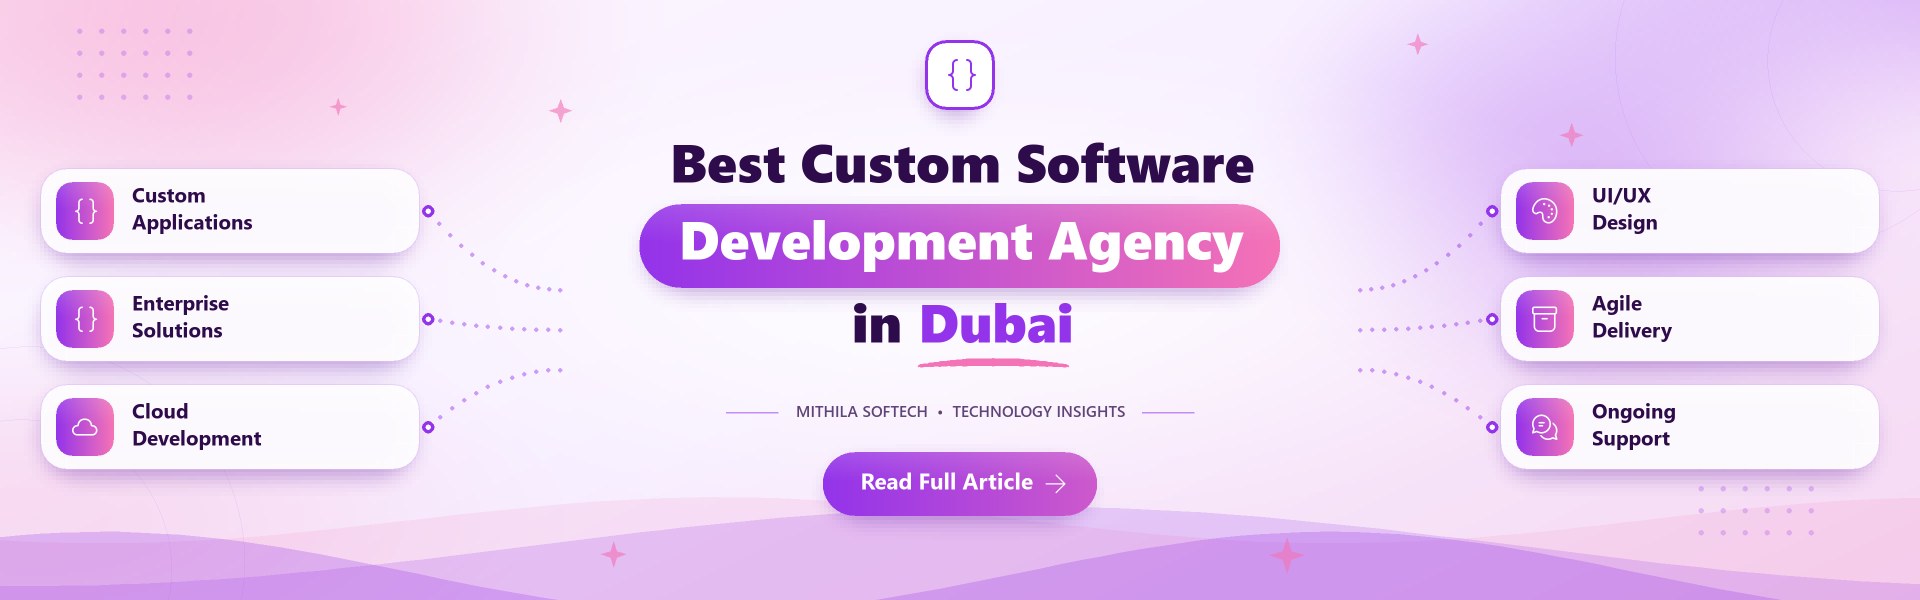 { }
Best Custom Software
Development Agency
in Dubai
MITHILA SOFTECH • TECHNOLOGY INSIGHTS
Read Full Article →
{ } Custom
Applications
{ } Enterprise
Solutions
Cloud
Development
UI/UX
Design
Agile
Delivery
Ongoing
Support